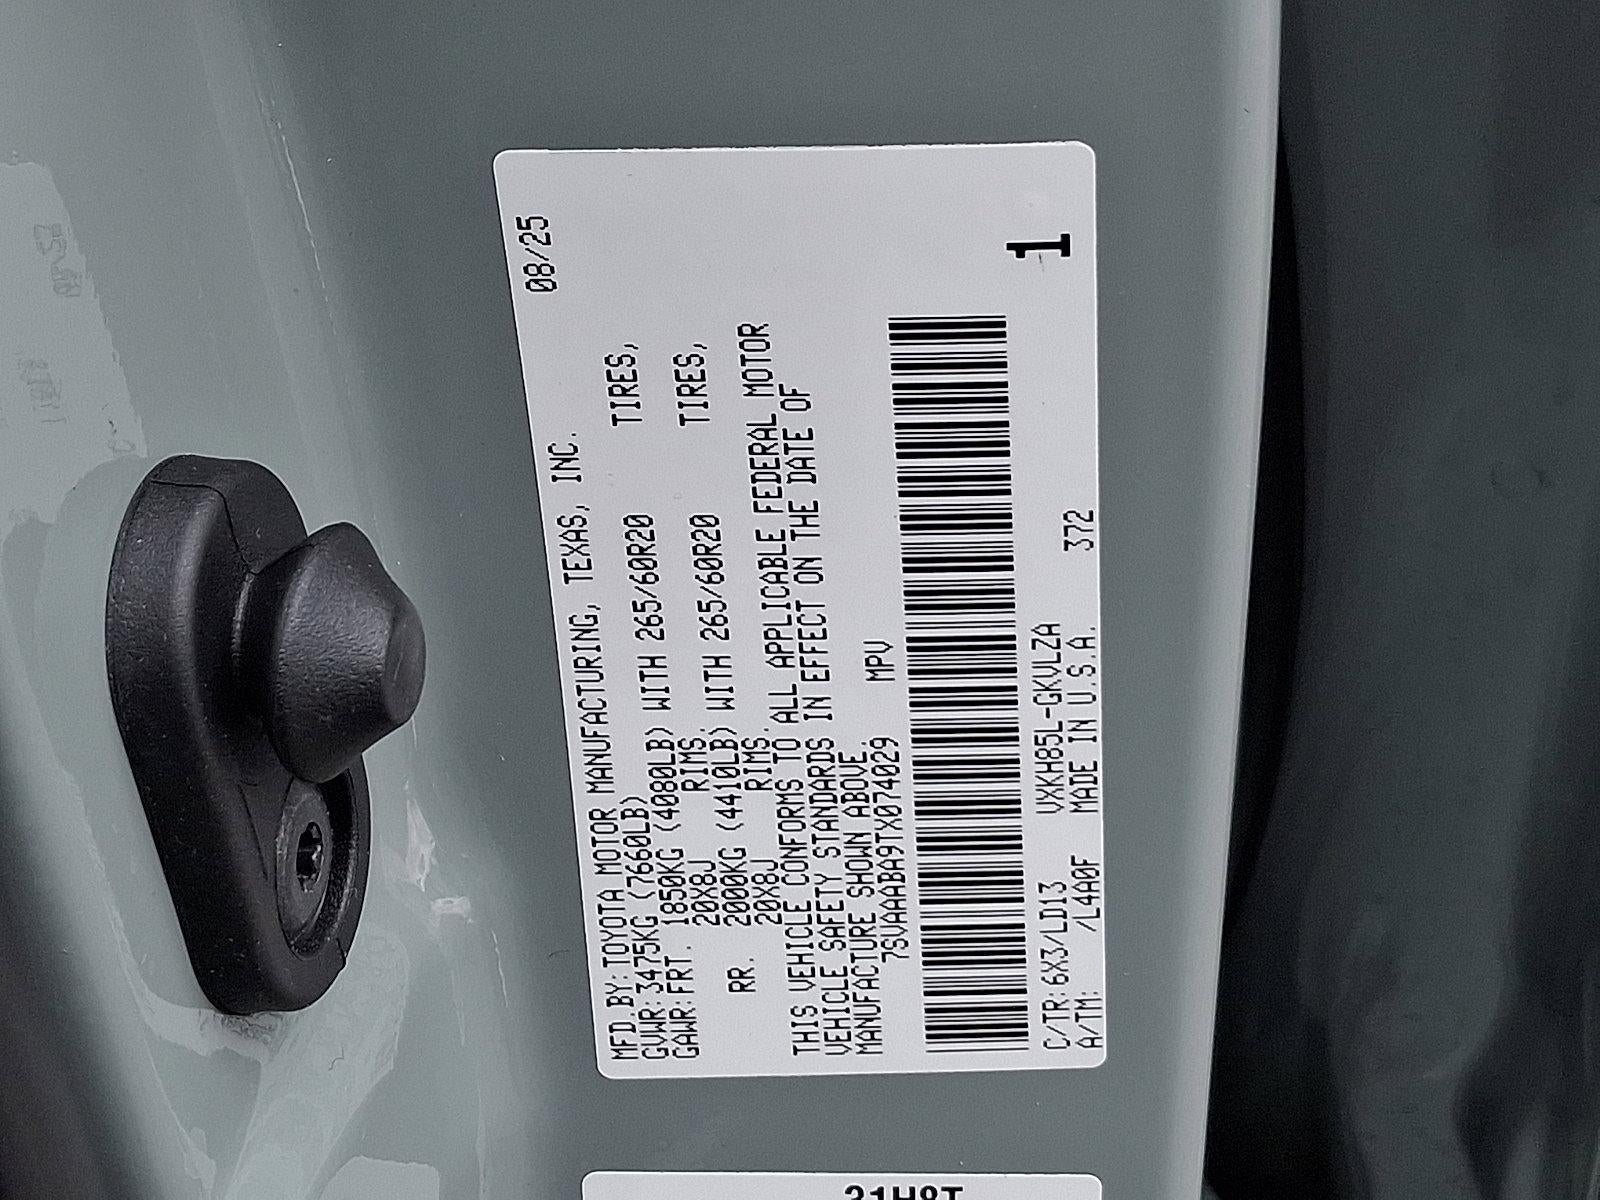 08/25
MFD.BY: TOYOTA MOTOR MANUFACTURING, TEXAS, INC.
GVWR: 3475KG (7660LB)
GAWR: FRT. 1850KG (4080LB) WITH 265/60R20 TIRES,
20X8J RIMS.
RR. 2000KG (4410LB) WITH 265/60R20 TIRES,
20X8J RIMS.
THIS VEHICLE CONFORMS TO ALL APPLICABLE FEDERAL MOTOR
VEHICLE SAFETY STANDARDS IN EFFECT ON THE DATE OF
MANUFACTURE SHOWN ABOVE.
7SVAAABA9TX074029 MPV
C/TR: 6X3/LD13 VXKH85L-GKVLZA
A/TM: /L4A0F MADE IN U.S.A. 372
1